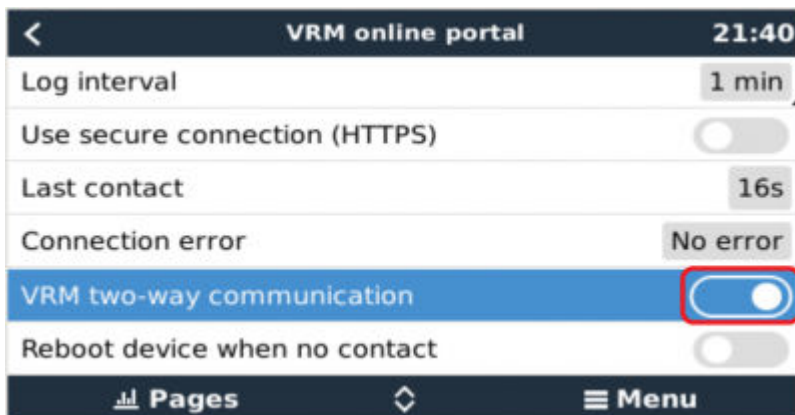 VRM online portal 21:40
Log interval 1 min
Use secure connection (HTTPS)
Last contact 16s
Connection error No error
VRM two-way communication
Reboot device when no contact
Pages Menu